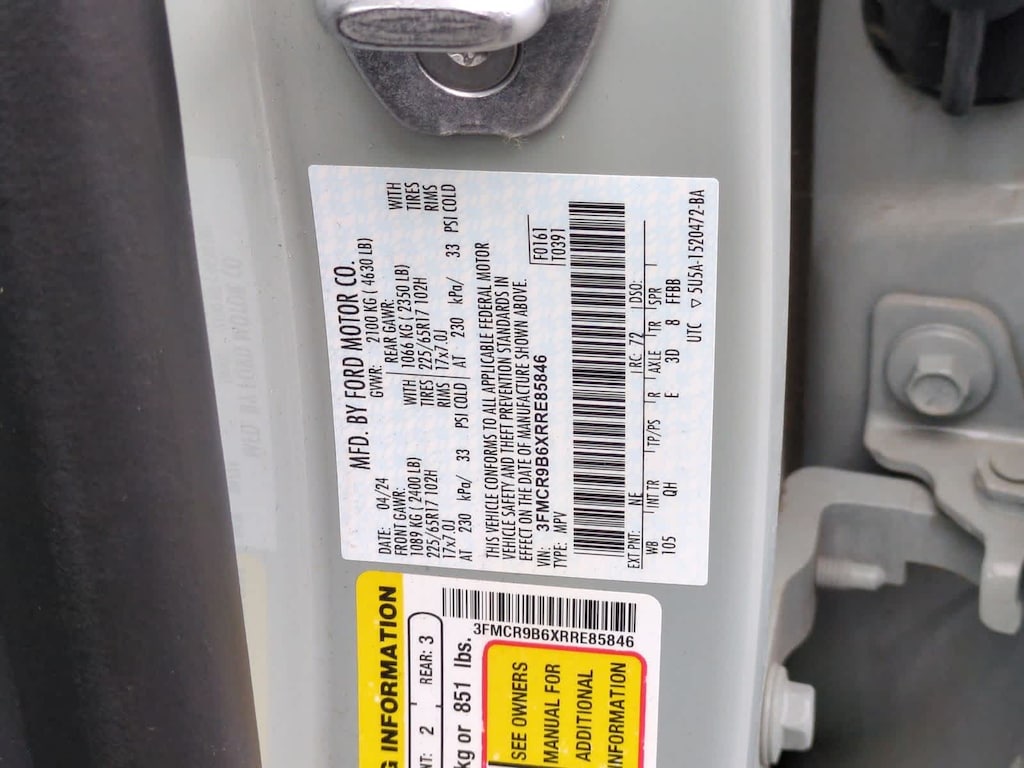 MFD. BY FORD MOTOR CO.
DATE: 04/24 GVWR: 2100 KG ( 4630 LB)
FRONT GAWR: REAR GAWR:
1089 KG ( 2400 LB) WITH 1066 KG ( 2350 LB) WITH
225/65R17 102H TIRES 225/65R17 102H TIRES
17x7.0J RIMS 17x7.0J RIMS
AT 230 kPa/ 33 PSI COLD AT 230 kPa/ 33 PSI COLD
THIS VEHICLE CONFORMS TO ALL APPLICABLE FEDERAL MOTOR
VEHICLE SAFETY AND THEFT PREVENTION STANDARDS IN
EFFECT ON THE DATE OF MANUFACTURE SHOWN ABOVE.
VIN: 3FMCR9B6XRRE85846
TYPE: MPV
F0161
T0391
EXT PNT: NE RC: 72 DSO:
WB INT TR TP/PS R AXLE TR SPR
105 QH E 3D 8 FFBB
UTC ▽ 5U5A-1520472-BA
G INFORMATION
NT: 2 REAR: 3
kg or 851 lbs.
3FMCR9B6XRRE85846
SEE OWNERS
MANUAL FOR
ADDITIONAL
INFORMATION